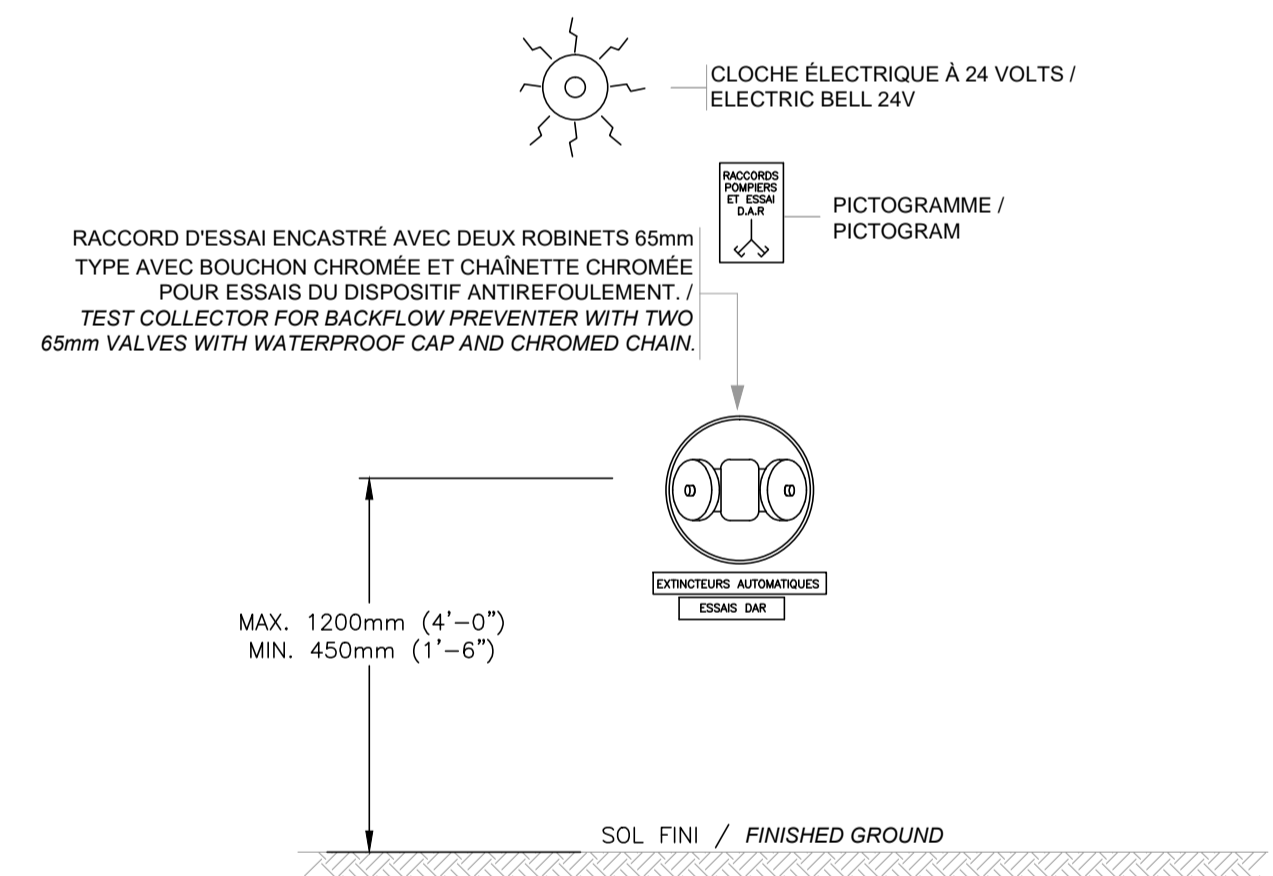 CLOCHE ÉLECTRIQUE À 24 VOLTS /
ELECTRIC BELL 24V
RACCORDS
POMPIERS
ET ESSAI
D.A.R
PICTOGRAMME /
PICTOGRAM
RACCORD D'ESSAI ENCASTRÉ AVEC DEUX ROBINETS 65mm
TYPE AVEC BOUCHON CHROMÉE ET CHAÎNETTE CHROMÉE
POUR ESSAIS DU DISPOSITIF ANTIREFOULEMENT. /
TEST COLLECTOR FOR BACKFLOW PREVENTER WITH TWO
65mm VALVES WITH WATERPROOF CAP AND CHROMED CHAIN.
EXTINCTEURS AUTOMATIQUES
ESSAIS DAR
MAX. 1200mm (4'-0")
MIN. 450mm (1'-6")
SOL FINI / FINISHED GROUND